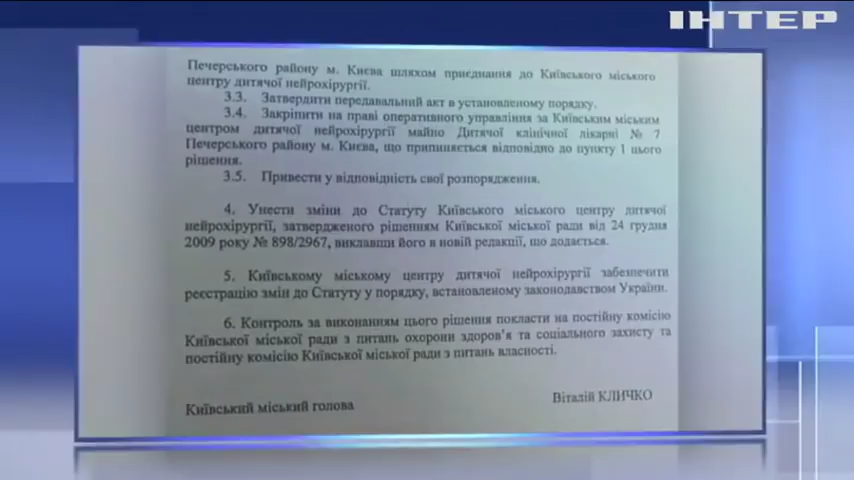 ІНТЕР
Печерського району м. Києва шляхом приєднання до Київського міського
центру дитячої нейрохірургії.
3.3. Затвердити передавальний акт в установленому порядку.
3.4. Закріпити на праві оперативного управління за Київським міським
центром дитячої нейрохірургії майно Дитячої клінічної лікарні № 7
Печерського району м. Києва, що припиняється відповідно до пункту 1 цього
рішення.
3.5. Привести у відповідність свої розпорядження.
4. Унести зміни до Статуту Київського міського центру дитячої
нейрохірургії, затвердженого рішенням Київської міської ради від 24 грудня
2009 року № 898/2967, виклавши його в новій редакції, що додається.
5. Київському міському центру дитячої нейрохірургії забезпечити
реєстрацію змін до Статуту у порядку, встановленому законодавством України.
6. Контроль за виконанням цього рішення покласти на постійну комісію
Київської міської ради з питань охорони здоров'я та соціального захисту та
постійну комісію Київської міської ради з питань власності.
Київський міський голова Віталій КЛИЧКО